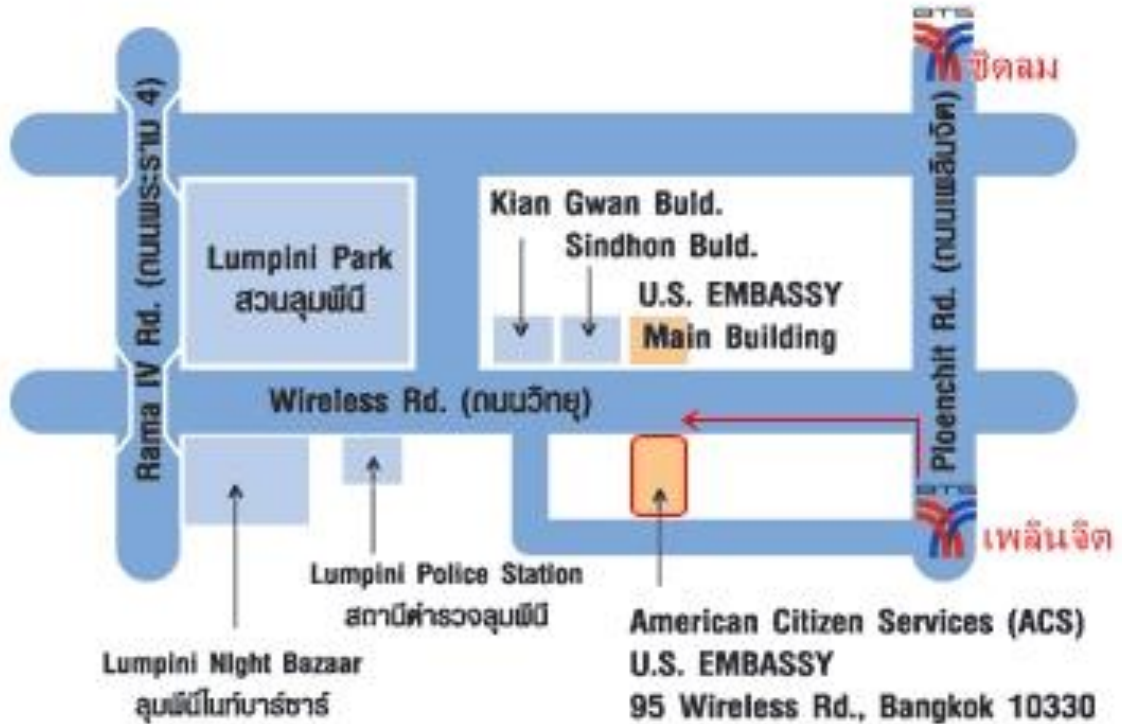 BTS
ชิดลม
Rama IV Rd. (ถนนพระราม 4)
Ploenchit Rd. (ถนนเพลินจิต)
Kian Gwan Buld.
Sindhon Buld.
Lumpini Park
สวนลุมพีนี
U.S. EMBASSY
Main Building
Wireless Rd. (ถนนวิทยุ)
BTS
เพลินจิต
Lumpini Police Station
สถานีตำรวจลุมพีนี
Lumpini Night Bazaar
ลุมพีนีไนท์บาร์ซาร์
American Citizen Services (ACS)
U.S. EMBASSY
95 Wireless Rd., Bangkok 10330